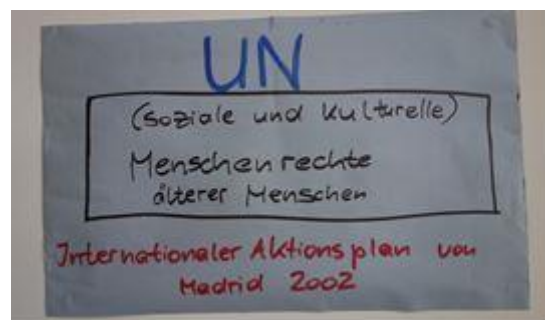 UN
(soziale und kulturelle)
Menschenrechte
älterer Menschen
Internationaler Aktionsplan von
Madrid 2002